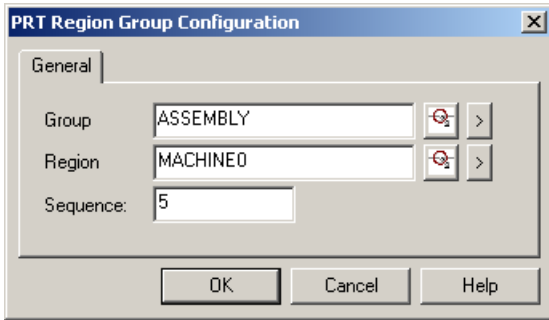 PRT Region Group Configuration
General
Group ASSEMBLY >
Region MACHINE0 >
Sequence: 5
OK Cancel Help